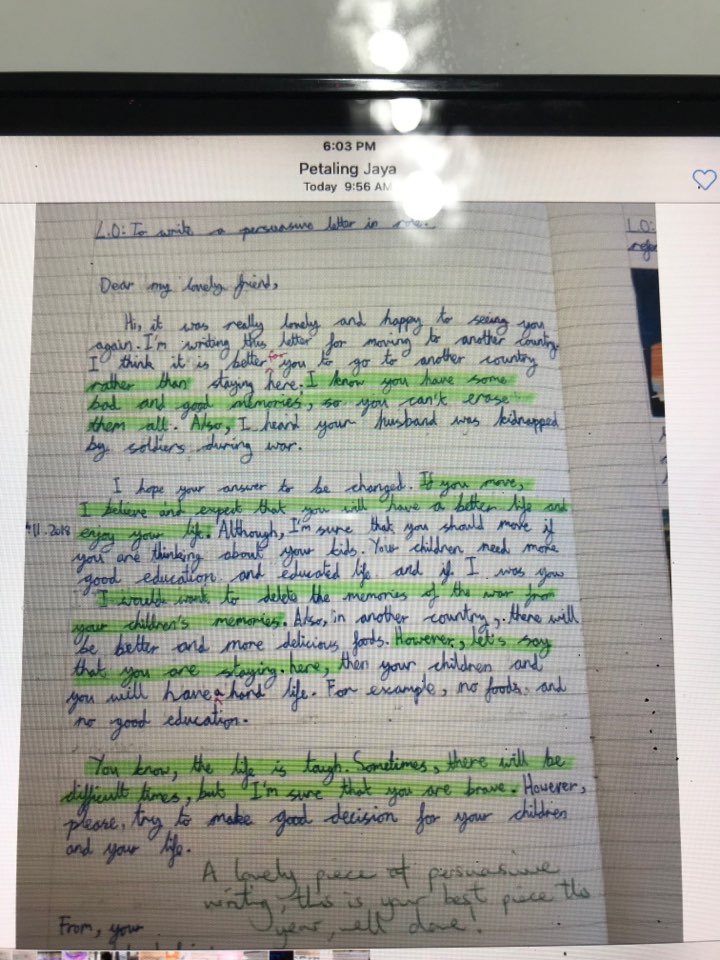 6:03 PM
Petaling Jaya
Today 9:56 AM
L.O: To write a persuasive letter in role.
L.O:
Dear my lovely friend,
Hi, it was really lovely and happy to seeing you
again. I'm writing this letter for moving to another country.
for
I think it is better you to go to another country
rather than staying here. I know you have some
bad and good memories, so you can't erase
them all. Also, I heard your husband was kidnapped
by soldiers during war.
I hope your answer to be changed. If you move,
I believe and expect that you will have a better life and
11.2018
enjoy your life. Although, I'm sure that you should move if
you are thinking about your kids. Your children need more
good education and educated life and if I was you
I would want to delete the memories of the war from
your children's memories. Also, in another country, there will
be better and more delicious foods. However, let's say
that you are staying here, then your children and
you will have a hard life. For example, no foods and
no good education.
You know, the life is tough. Sometimes, there will be
difficult times, but I'm sure that you are brave. However,
please, try to make good decision for your children
and your life.
A lovely piece of persuasive
writing, this is your best piece this
year, well done.
From, your